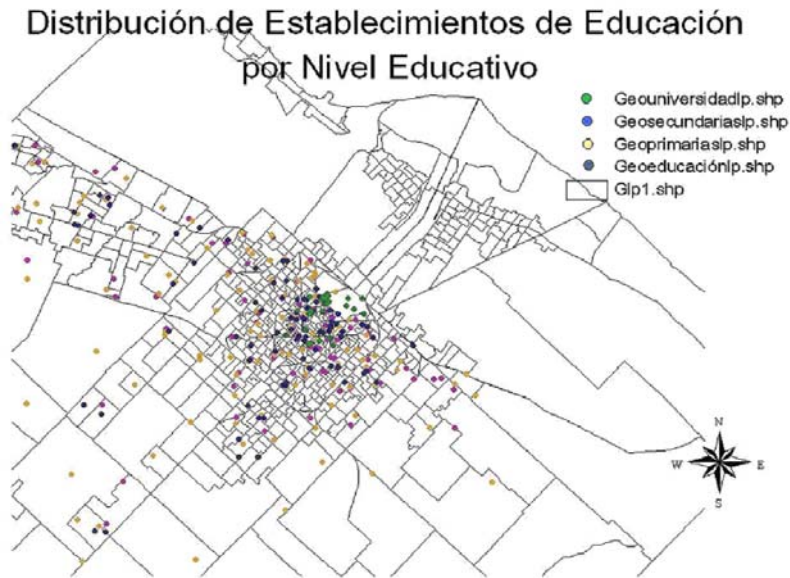 Distribución de Establecimientos de Educación
por Nivel Educativo
Geouniversidadlp.shp
Geosecundariaslp.shp
Geoprimariaslp.shp
Geoeducaciónlp.shp
Glp1.shp
N
W
E
S